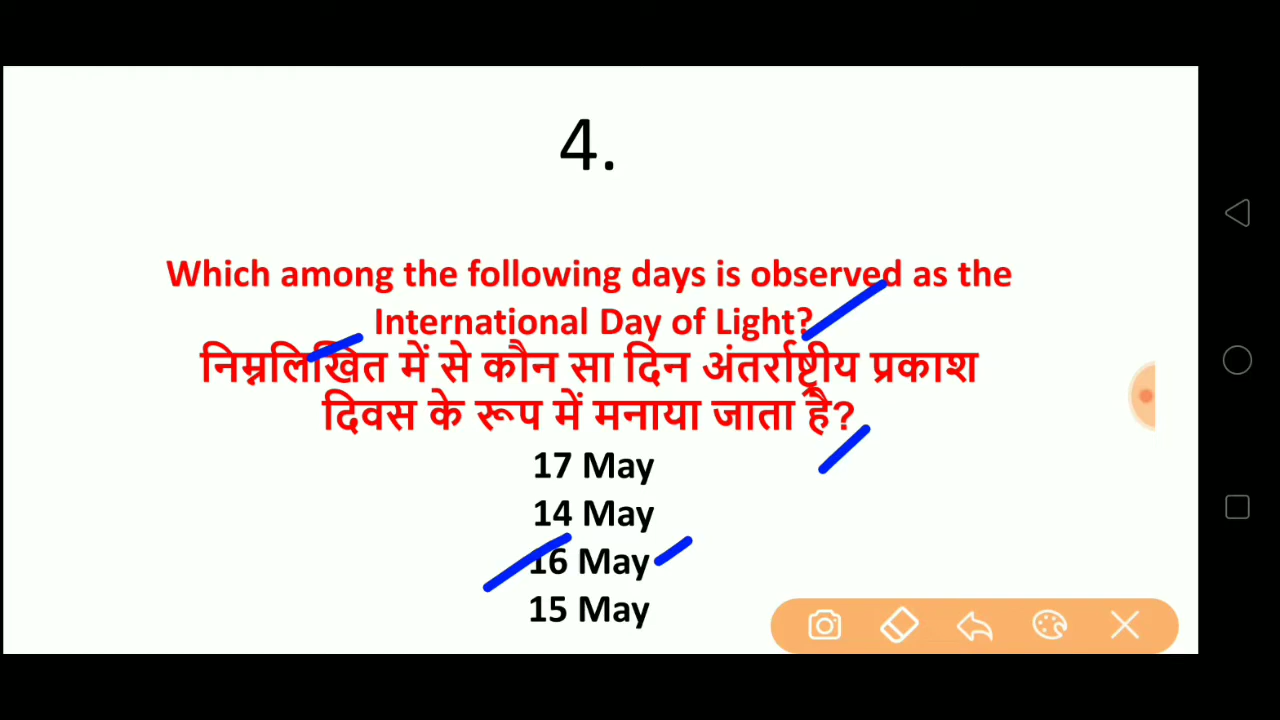 4.
Which among the following days is observed as the
International Day of Light?
निम्नलिखित में से कौन सा दिन अंतर्राष्ट्रीय प्रकाश
दिवस के रूप में मनाया जाता है?
17 May
14 May
16 May
15 May